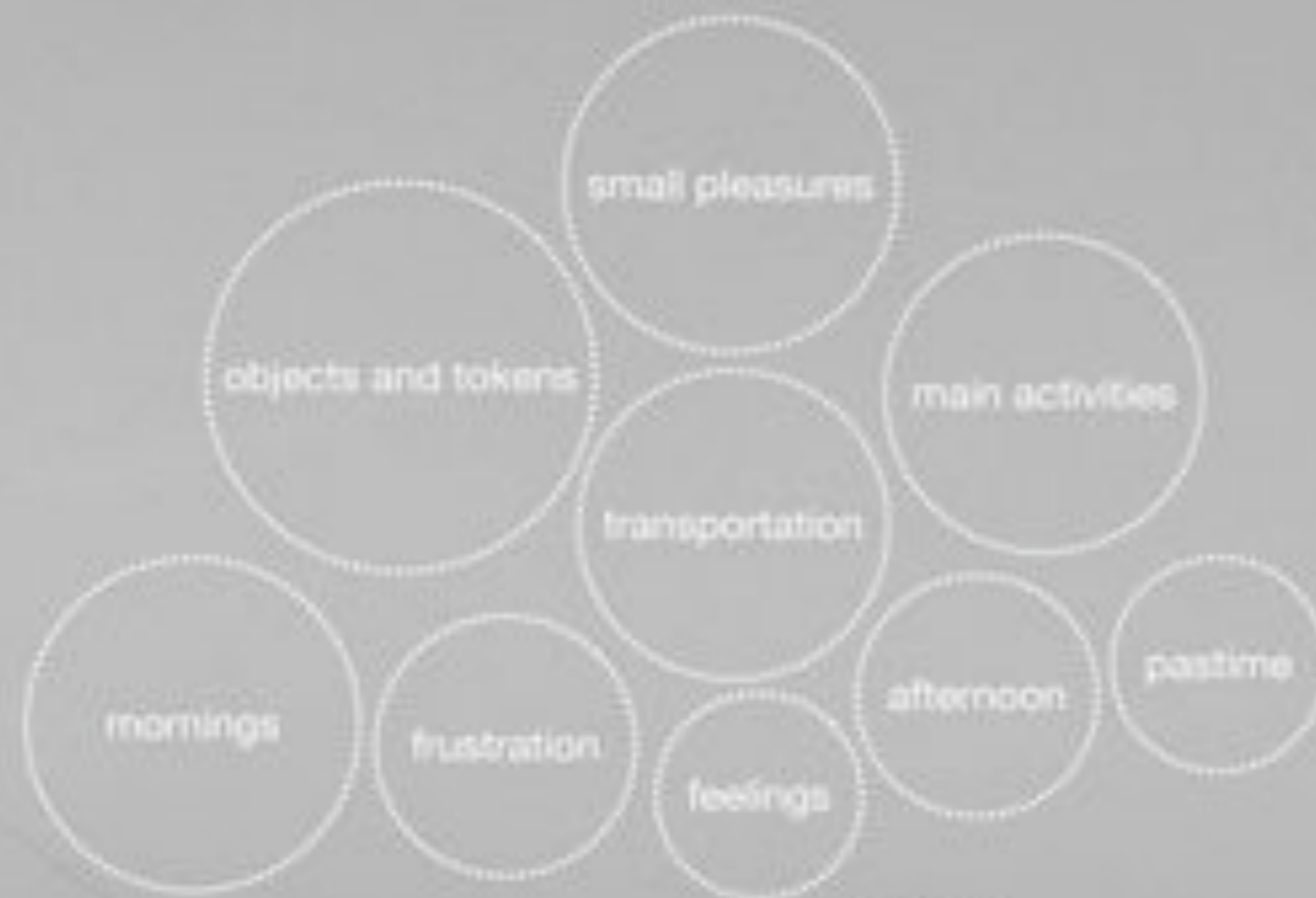 small pleasures
objects and tokens
main activities
transportation
mornings
frustration
feelings
afternoon
pastime